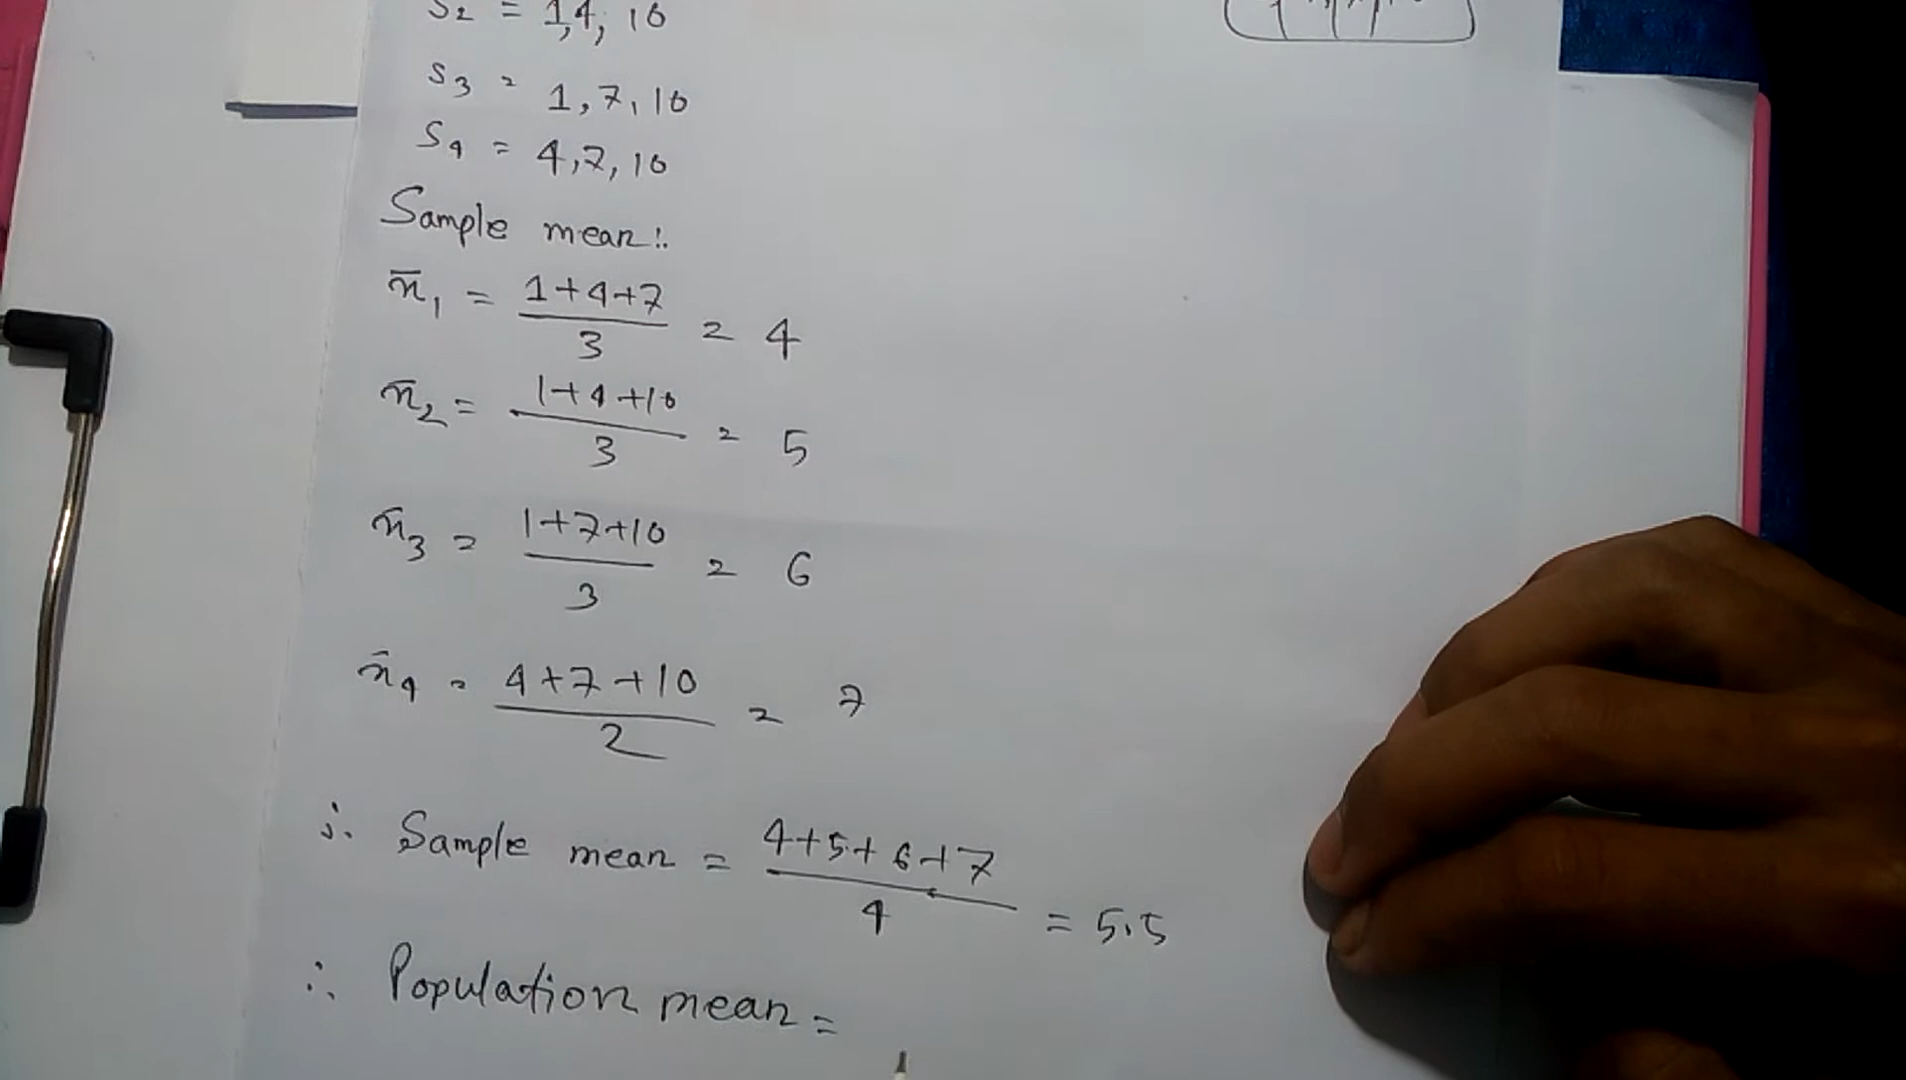 S2 = 1,4, 10
S3 = 1,7,10
S4 = 4,7,10
Sample mean:
x̄1 = 1+4+7 / 3 = 4
x̄2 = 1+4+10 / 3 = 5
x̄3 = 1+7+10 / 3 = 6
x̄4 = 4+7+10 / 2 = 7
∴ Sample mean = 4+5+6+7 / 4 = 5.5
∴ Population mean =